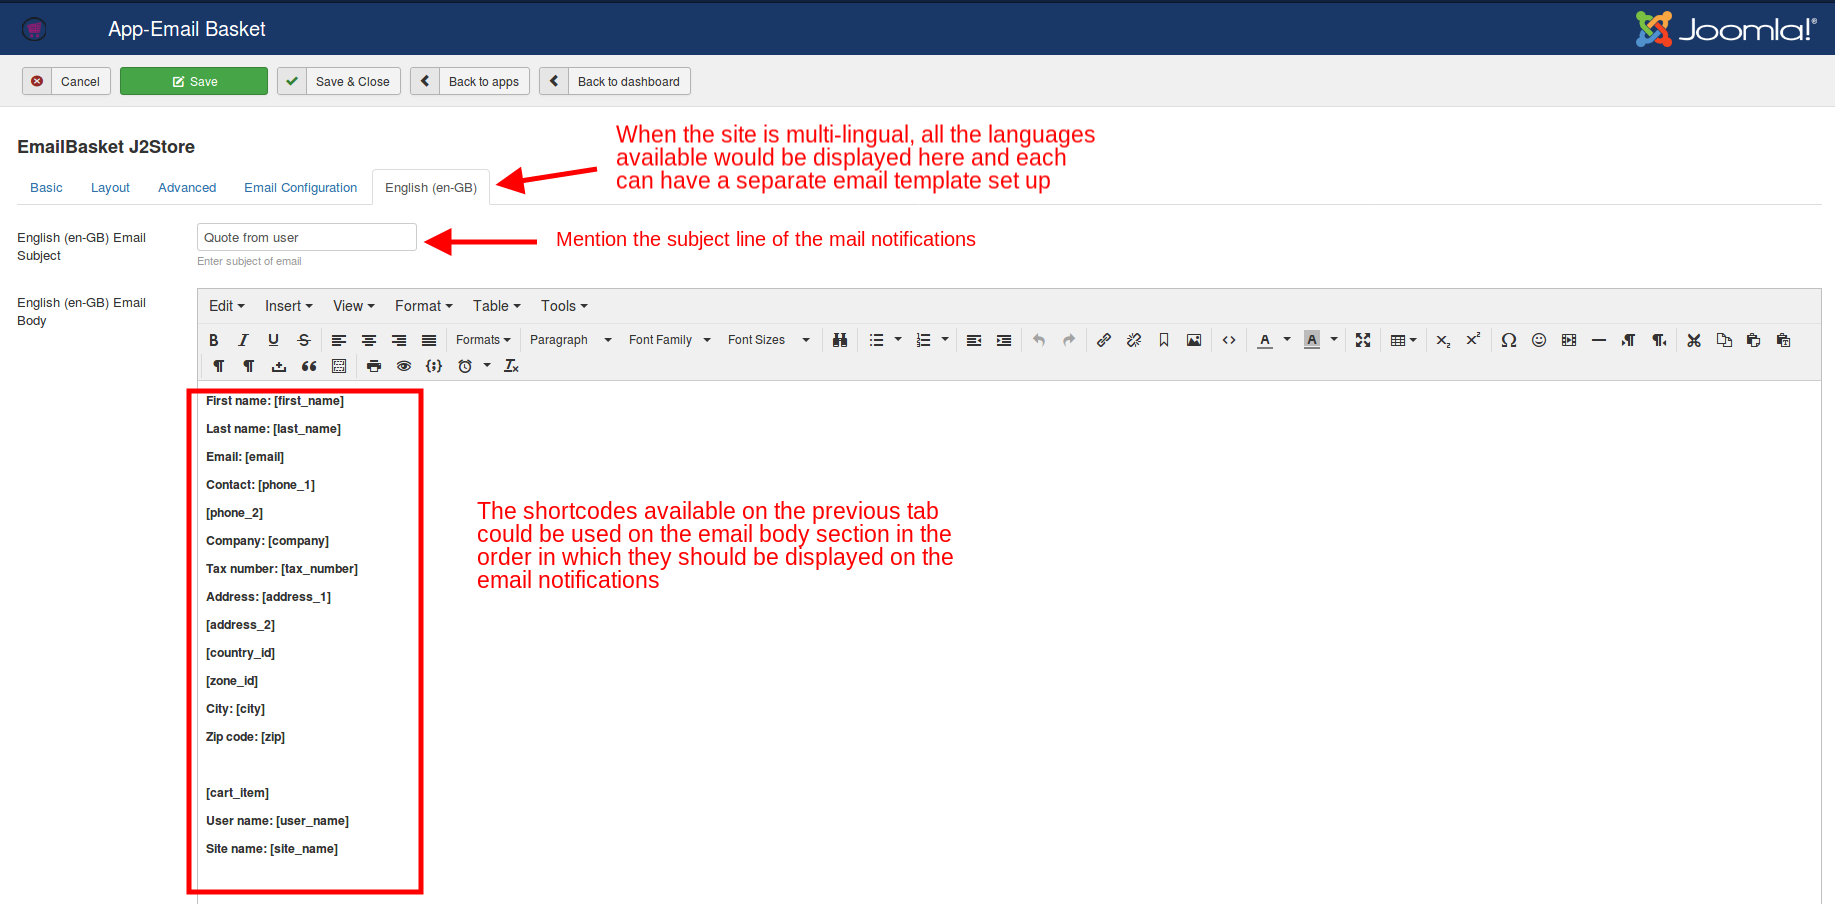 App-Email Basket
Joomla!®
Cancel
Save
Save & Close
Back to apps
Back to dashboard
When the site is multi-lingual, all the languages
available would be displayed here and each
can have a separate email template set up
EmailBasket J2Store
Basic
Layout
Advanced
Email Configuration
English (en-GB)
English (en-GB) Email
Subject
Quote from user
Mention the subject line of the mail notifications
Enter subject of email
English (en-GB) Email
Body
Edit
Insert
View
Format
Table
Tools
Formats
Paragraph
Font Family
Font Sizes
First name: [first_name]
Last name: [last_name]
Email: [email]
Contact: [phone_1]
[phone_2]
Company: [company]
Tax number: [tax_number]
Address: [address_1]
[address_2]
[country_id]
[zone_id]
City: [city]
Zip code: [zip]
[cart_item]
User name: [user_name]
Site name: [site_name]
The shortcodes available on the previous tab
could be used on the email body section in the
order in which they should be displayed on the
email notifications